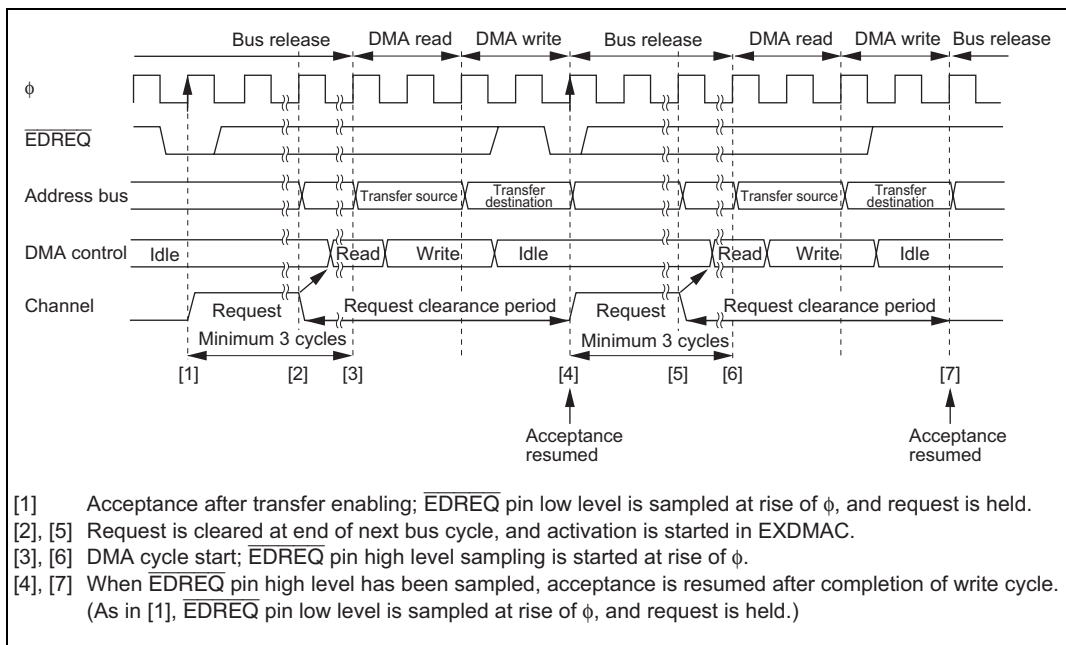 Bus release DMA read DMA write Bus release DMA read DMA write Bus release
ϕ
EDREQ
Address bus Transfer source Transfer destination Transfer source Transfer destination
DMA control Idle Read Write Idle Read Write Idle
Channel Request Request clearance period Request Request clearance period
Minimum 3 cycles Minimum 3 cycles
[1] [2] [3] [4] [5] [6] [7]
Acceptance resumed Acceptance resumed
[1] Acceptance after transfer enabling; EDREQ pin low level is sampled at rise of ϕ, and request is held.
[2], [5] Request is cleared at end of next bus cycle, and activation is started in EXDMAC.
[3], [6] DMA cycle start; EDREQ pin high level sampling is started at rise of ϕ.
[4], [7] When EDREQ pin high level has been sampled, acceptance is resumed after completion of write cycle.
(As in [1], EDREQ pin low level is sampled at rise of ϕ, and request is held.)